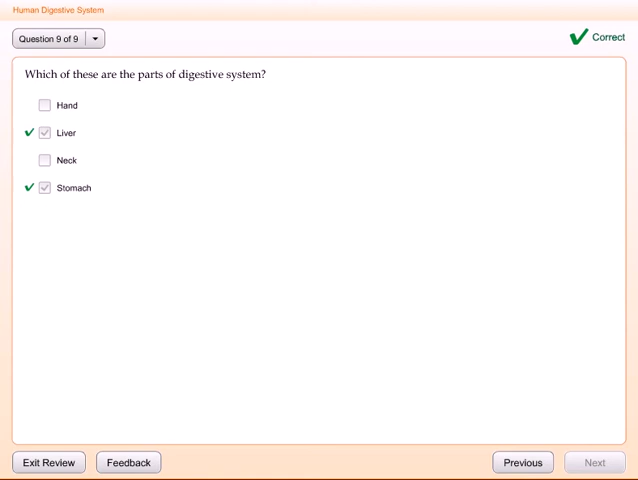 Human Digestive System
Question 9 of 9
Correct
Which of these are the parts of digestive system?
Hand
Liver
Neck
Stomach
Exit Review
Feedback
Previous
Next